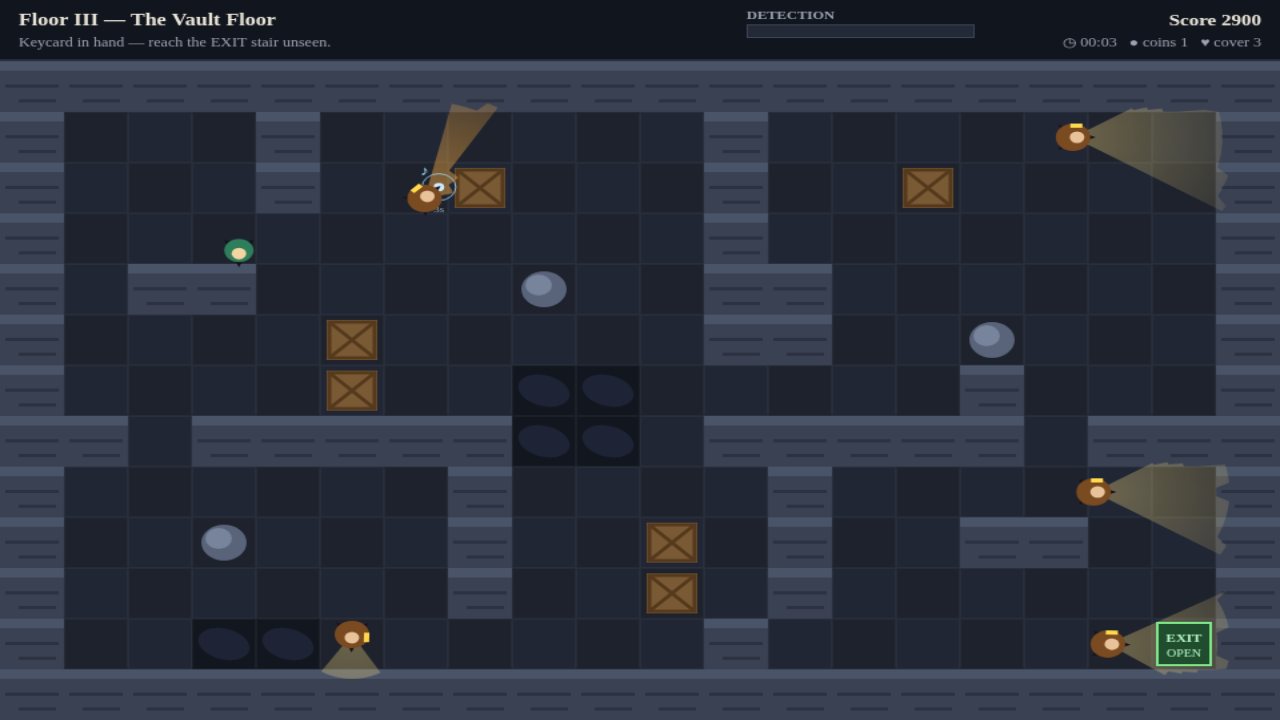 Floor III — The Vault Floor
Keycard in hand — reach the EXIT stair unseen.
DETECTION
Score 2900
◷ 00:03 ● coins 1 ♥ cover 3
♪
EXIT
OPEN